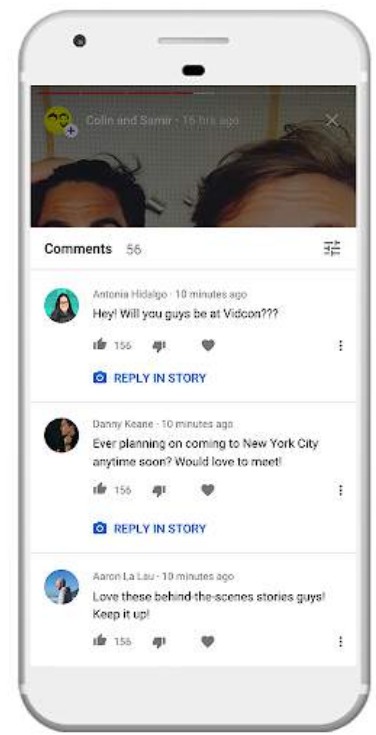 Colin and Samir · 16 hrs ago
Comments 56
Antonia Hidalgo · 10 minutes ago
Hey! Will you guys be at Vidcon???
156
REPLY IN STORY
Danny Keane · 10 minutes ago
Ever planning on coming to New York City
anytime soon? Would love to meet!
156
REPLY IN STORY
Aaron La Lau · 10 minutes ago
Love these behind-the-scenes stories guys!
Keep it up!
156